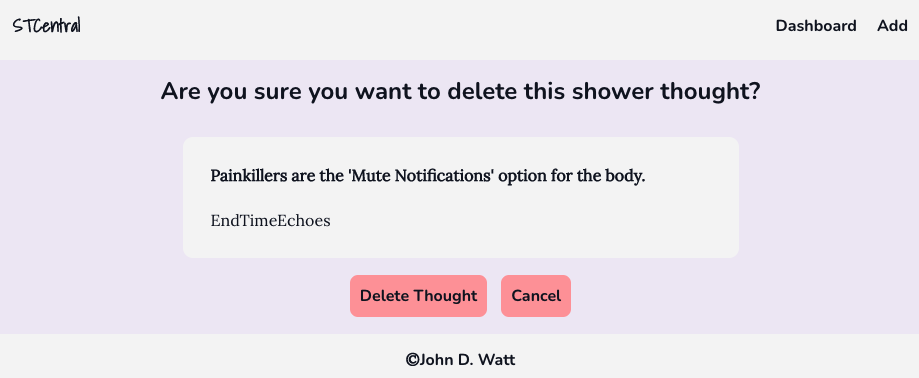 STCentral
Dashboard Add
Are you sure you want to delete this shower thought?
Painkillers are the 'Mute Notifications' option for the body.
EndTimeEchoes
Delete Thought Cancel
©John D. Watt